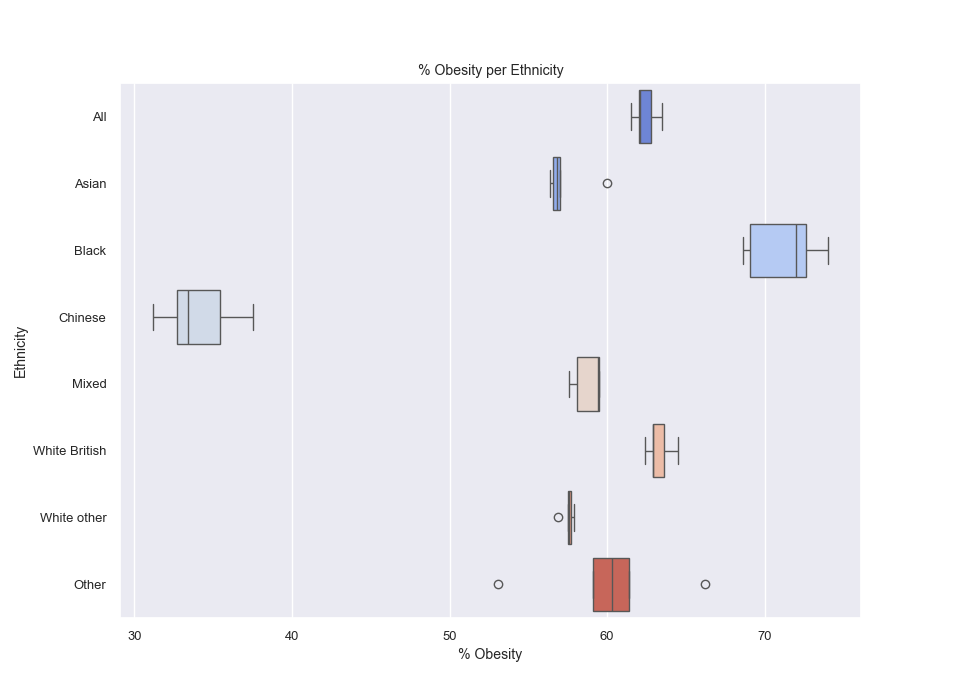 % Obesity per Ethnicity
Ethnicity
All
Asian
Black
Chinese
Mixed
White British
White other
Other
30 40 50 60 70
% Obesity